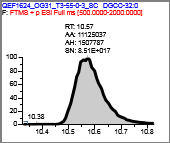 QEF1624_OG31_T3-55-0-3_SC DGCC-32:0
F: FTMS + p ESI Full ms [500.0000-2000.0000]
RT: 10.57
AA: 11125037
AH: 1507787
SN: 8.51E+017
100
80
60
40
20
0
10.38
10.4 10.5 10.6 10.7 10.8